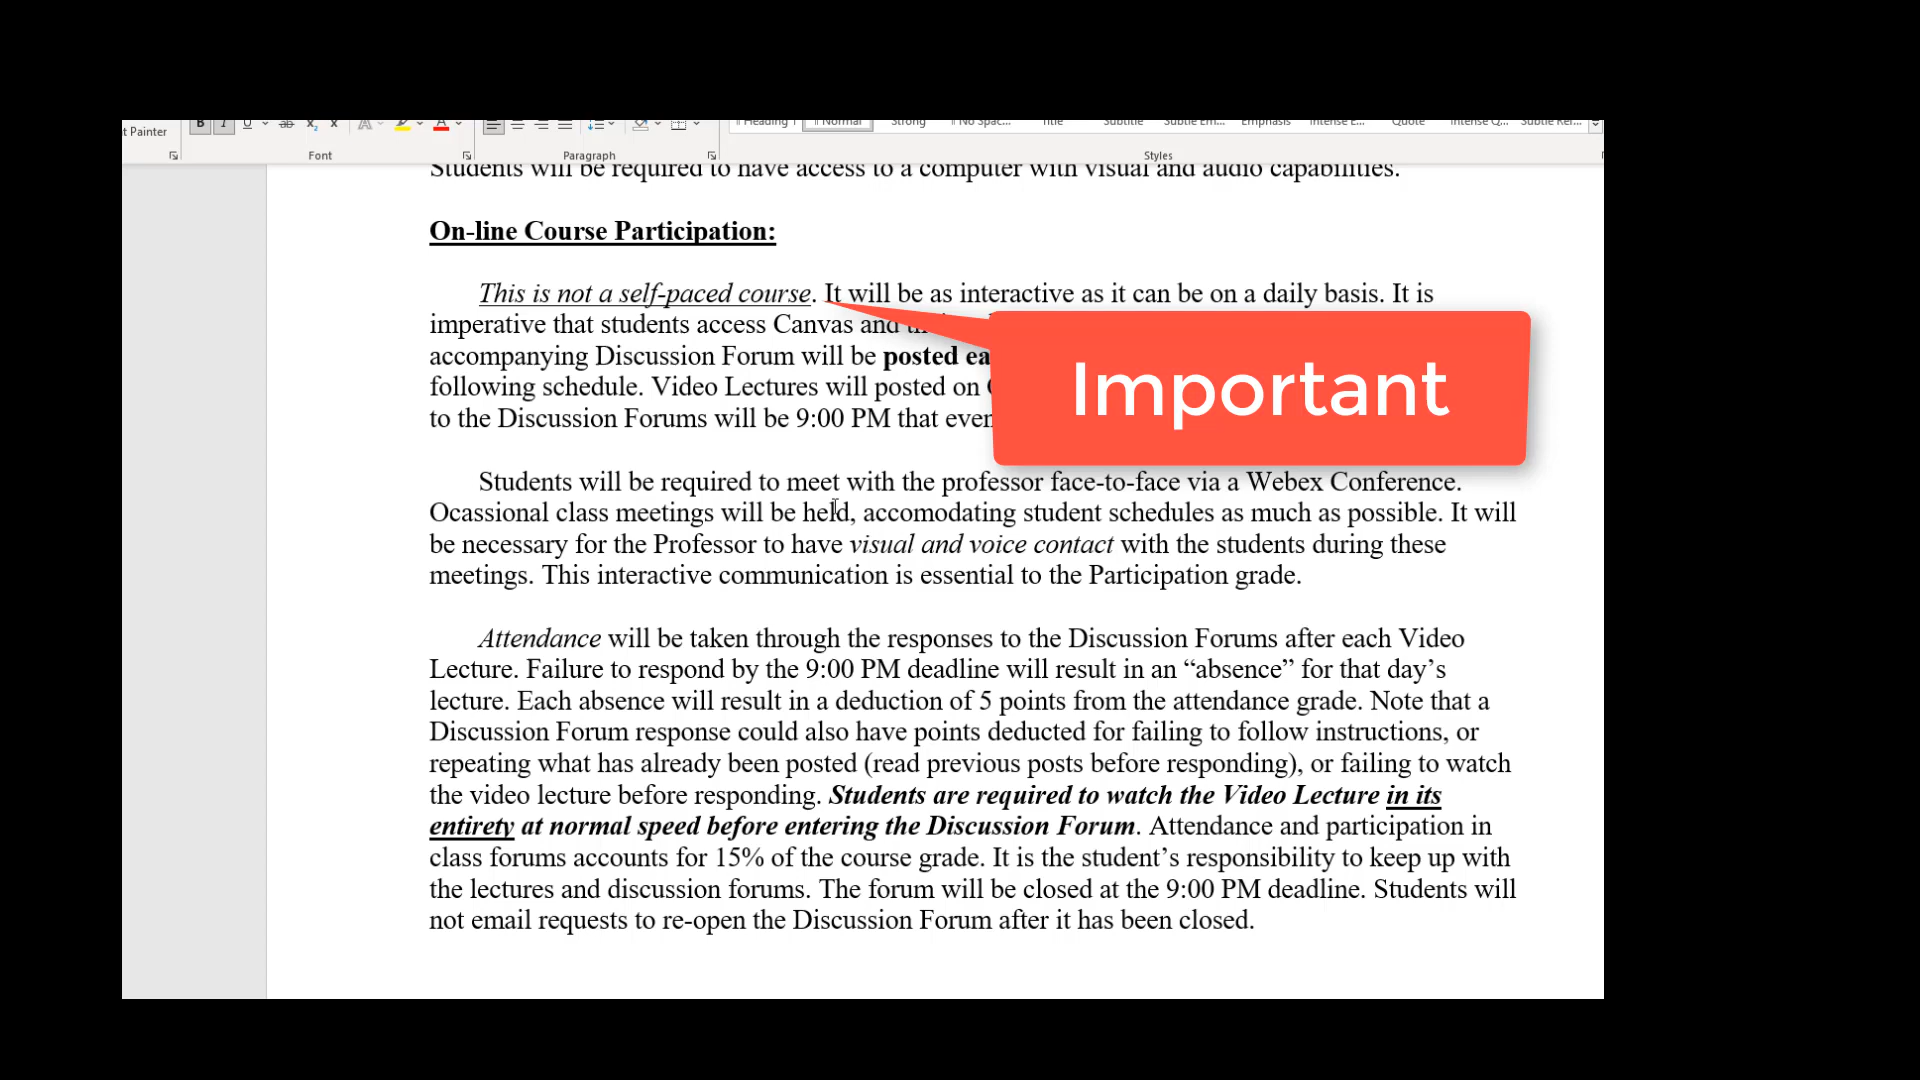 t Painter
B I U ab x x A A
Heading 1 Normal Strong No Spac... Title Subtitle Subtle Em... Emphasis Intense E... Quote Intense Q... Subtle Ref...
Font Paragraph Styles
Students will be required to have access to a computer with visual and audio capabilities.
On-line Course Participation:
This is not a self-paced course. It will be as interactive as it can be on a daily basis. It is
imperative that students access Canvas and
accompanying Discussion Forum will be posted ea
following schedule. Video Lectures will posted on
to the Discussion Forums will be 9:00 PM that even
Important
Students will be required to meet with the professor face-to-face via a Webex Conference.
Ocassional class meetings will be held, accomodating student schedules as much as possible. It will
be necessary for the Professor to have visual and voice contact with the students during these
meetings. This interactive communication is essential to the Participation grade.
Attendance will be taken through the responses to the Discussion Forums after each Video
Lecture. Failure to respond by the 9:00 PM deadline will result in an “absence” for that day’s
lecture. Each absence will result in a deduction of 5 points from the attendance grade. Note that a
Discussion Forum response could also have points deducted for failing to follow instructions, or
repeating what has already been posted (read previous posts before responding), or failing to watch
the video lecture before responding. Students are required to watch the Video Lecture in its
entirety at normal speed before entering the Discussion Forum. Attendance and participation in
class forums accounts for 15% of the course grade. It is the student’s responsibility to keep up with
the lectures and discussion forums. The forum will be closed at the 9:00 PM deadline. Students will
not email requests to re-open the Discussion Forum after it has been closed.